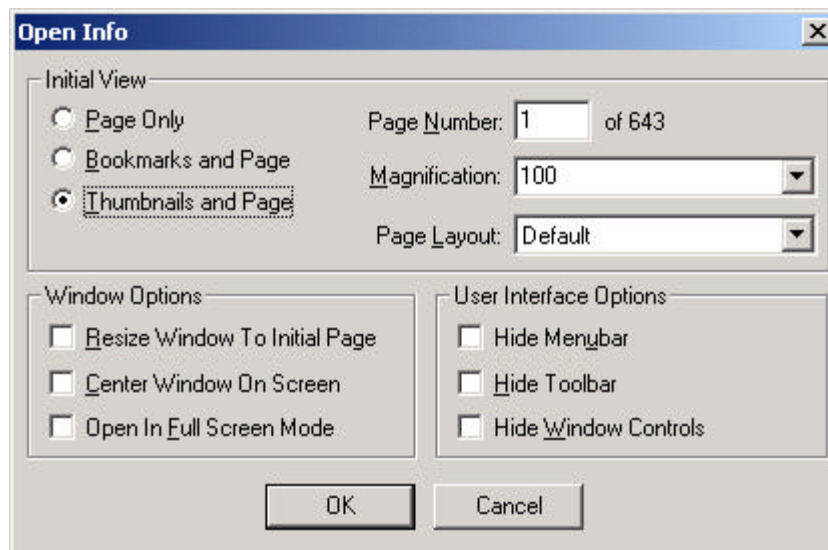 Open Info
Initial View
Page Only
Page Number: 1 of 643
Bookmarks and Page
Magnification: 100
Thumbnails and Page
Page Layout: Default
Window Options
User Interface Options
Resize Window To Initial Page
Hide Menubar
Center Window On Screen
Hide Toolbar
Open In Full Screen Mode
Hide Window Controls
OK
Cancel